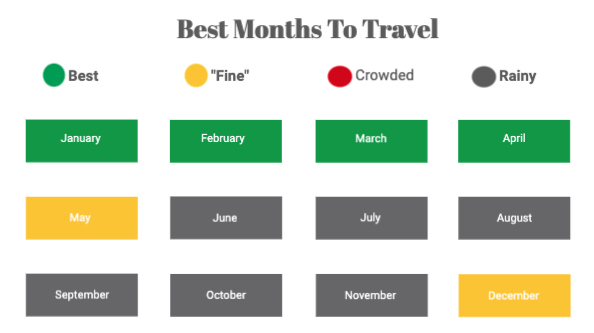 Best Months To Travel
Best "Fine" Crowded Rainy
January February March April
May June July August
September October November December